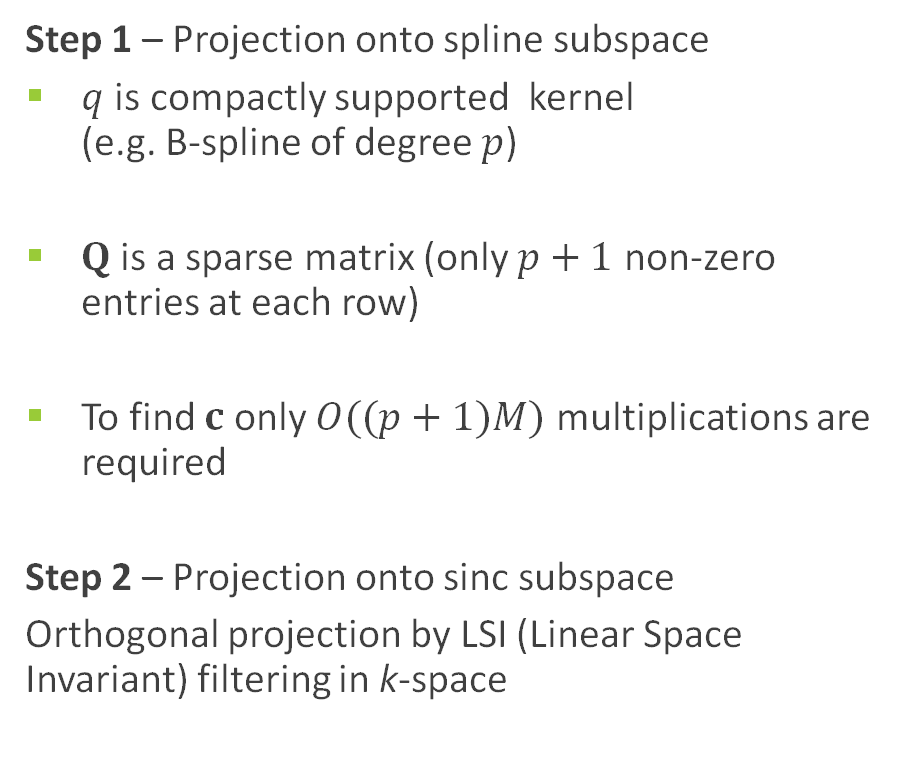 Step 1 – Projection onto spline subspace
▪ q is compactly supported kernel
(e.g. B-spline of degree p)
▪ Q is a sparse matrix (only p + 1 non-zero
entries at each row)
▪ To find c only O((p + 1)M) multiplications are
required
Step 2 – Projection onto sinc subspace
Orthogonal projection by LSI (Linear Space
Invariant) filtering in k-space